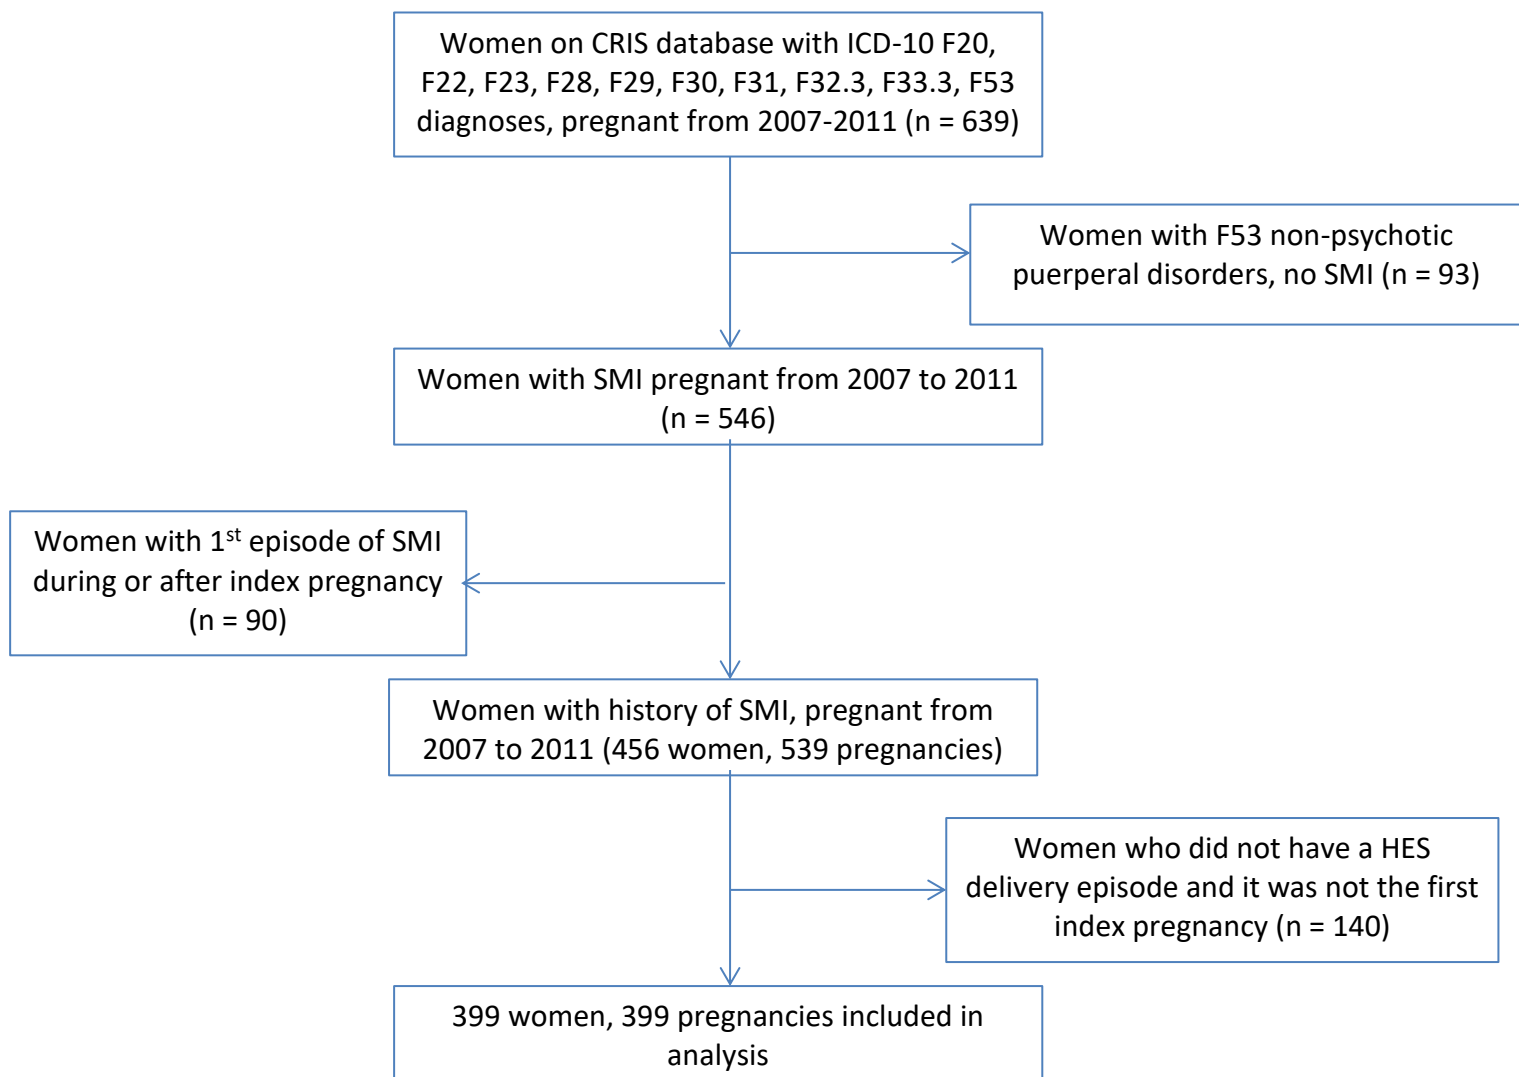 Women on CRIS database with ICD-10 F20,
F22, F23, F28, F29, F30, F31, F32.3, F33.3, F53
diagnoses, pregnant from 2007-2011 (n = 639)
Women with F53 non-psychotic
puerperal disorders, no SMI (n = 93)
Women with SMI pregnant from 2007 to 2011
(n = 546)
Women with 1st episode of SMI
during or after index pregnancy
(n = 90)
Women with history of SMI, pregnant from
2007 to 2011 (456 women, 539 pregnancies)
Women who did not have a HES
delivery episode and it was not the first
index pregnancy (n = 140)
399 women, 399 pregnancies included in
analysis